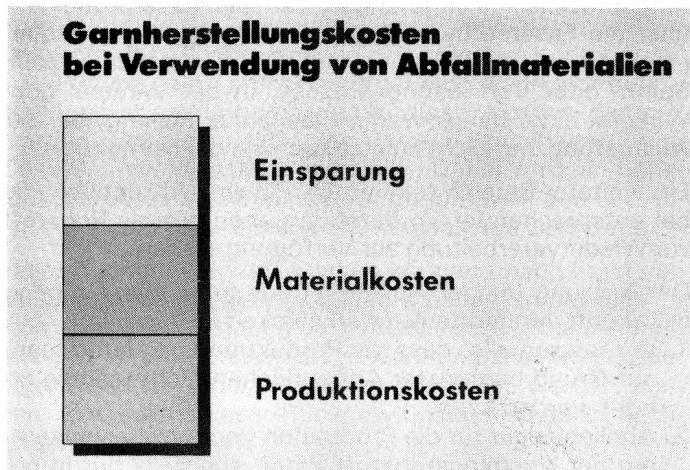 Garnherstellungskosten
bei Verwendung von Abfallmaterialien
Einsparung
Materialkosten
Produktionskosten